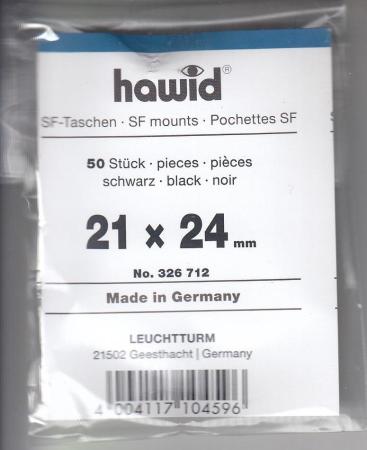 hawid®
SF-Taschen · SF mounts · Pochettes SF
50 Stück · pieces · pièces
schwarz · black · noir
21 x 24 mm
No. 326 712
Made in Germany
LEUCHTTURM
21502 Geesthacht | Germany
4 004117 104596